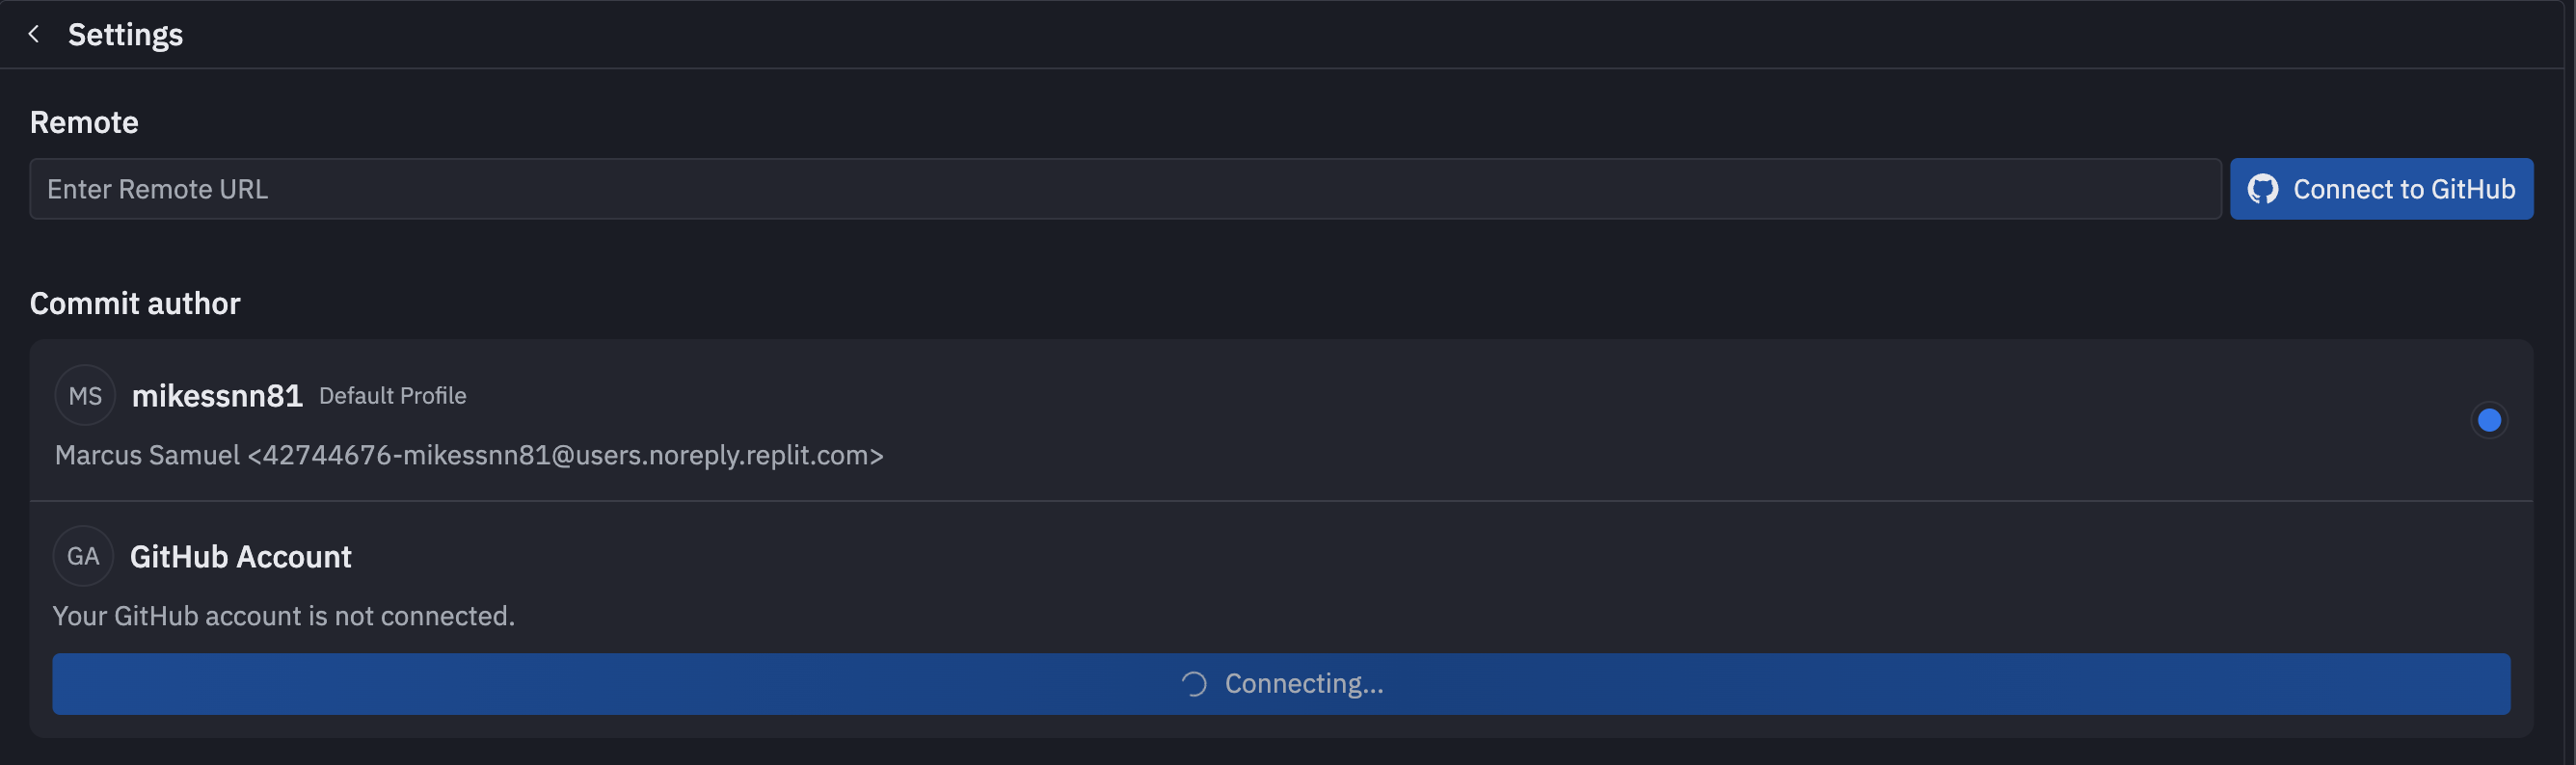 Settings
Remote
Enter Remote URL
Connect to GitHub
Commit author
MS mikessnn81 Default Profile
Marcus Samuel <42744676-mikessnn81@users.noreply.replit.com>
GA GitHub Account
Your GitHub account is not connected.
Connecting...